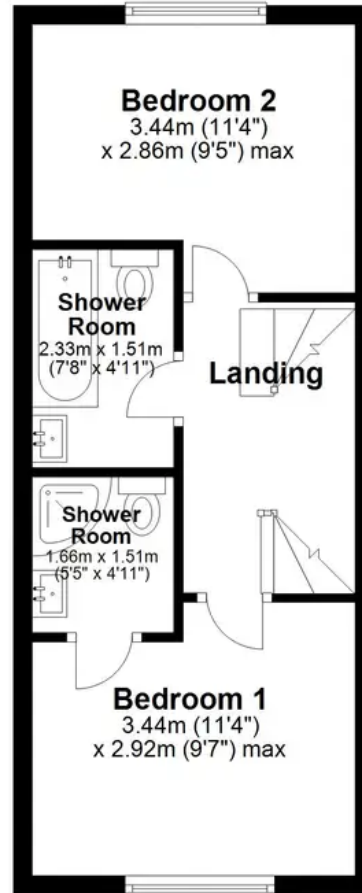 Bedroom 2
3.44m (11'4")
x 2.86m (9'5") max
Shower
Room
2.33m x 1.51m
(7'8" x 4'11")
Landing
Shower
Room
1.66m x 1.51m
(5'5" x 4'11")
Bedroom 1
3.44m (11'4")
x 2.92m (9'7") max